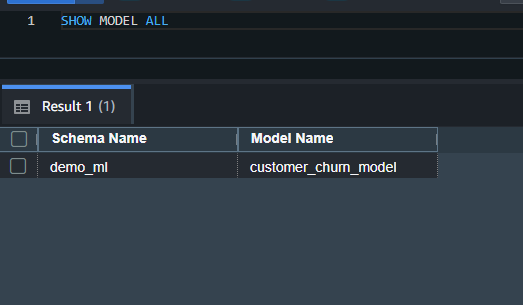 1 SHOW MODEL ALL
Result 1 (1)
Schema Name Model Name
demo_ml customer_churn_model